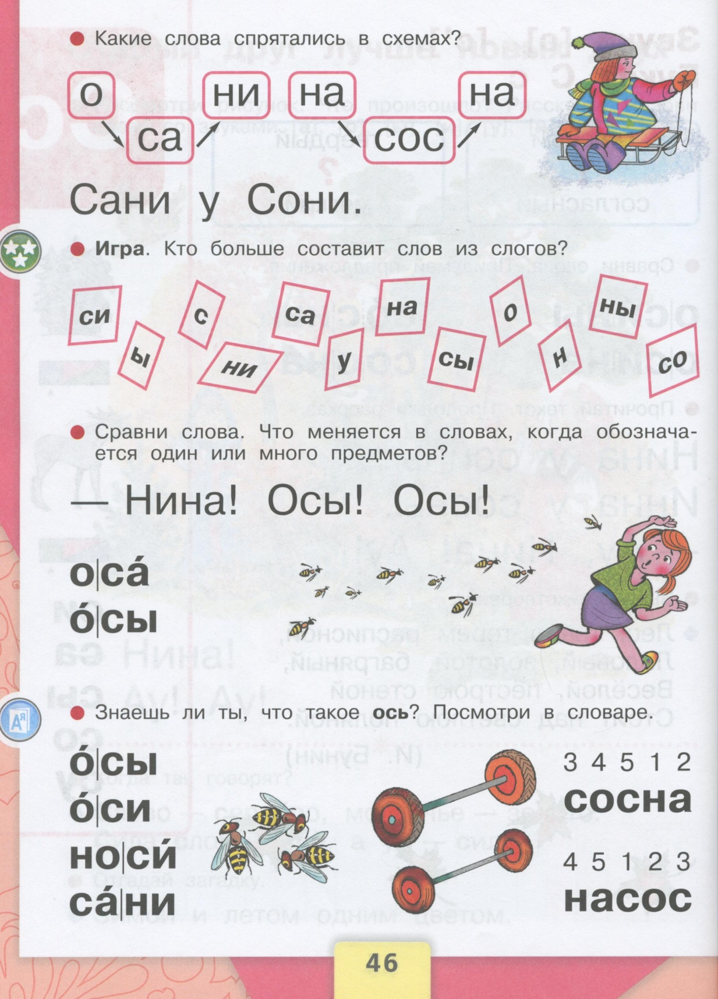 Какие слова спрятались в схемах?
о ни на на
са сос
Сани у Сони.
Игра. Кто больше составит слов из слогов?
си с са на о ны
ы ни у сы н со
Сравни слова. Что меняется в словах, когда обознача-
ется один или много предметов?
— Нина! Осы! Осы!
о|са́
о́|сы
Знаешь ли ты, что такое ось? Посмотри в словаре.
о́|сы
о́|си
но|си́
са́|ни
3 4 5 1 2
сосна
4 5 1 2 3
насос
46